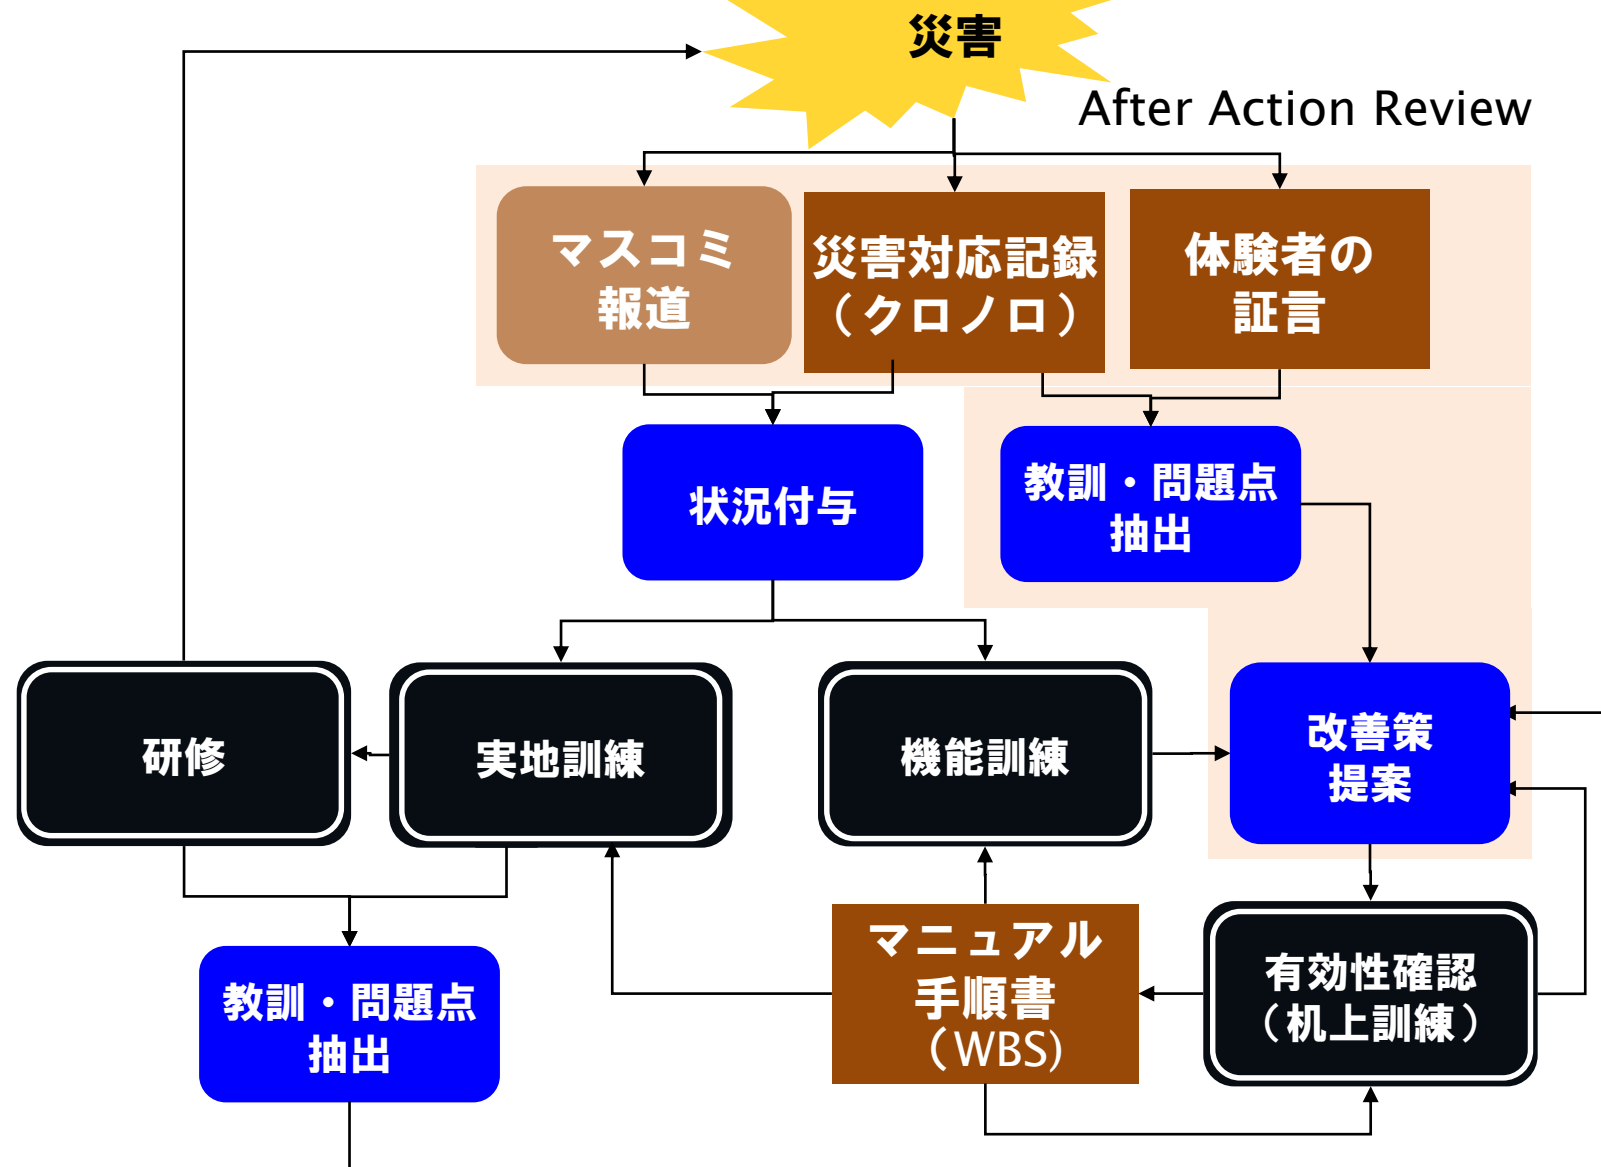 災害
After Action Review
マスコミ
報道
災害対応記録
（クロノロ）
体験者の
証言
状況付与
教訓・問題点
抽出
研修
実地訓練
機能訓練
改善策
提案
マニュアル
手順書
（WBS)
有効性確認
（机上訓練）
教訓・問題点
抽出